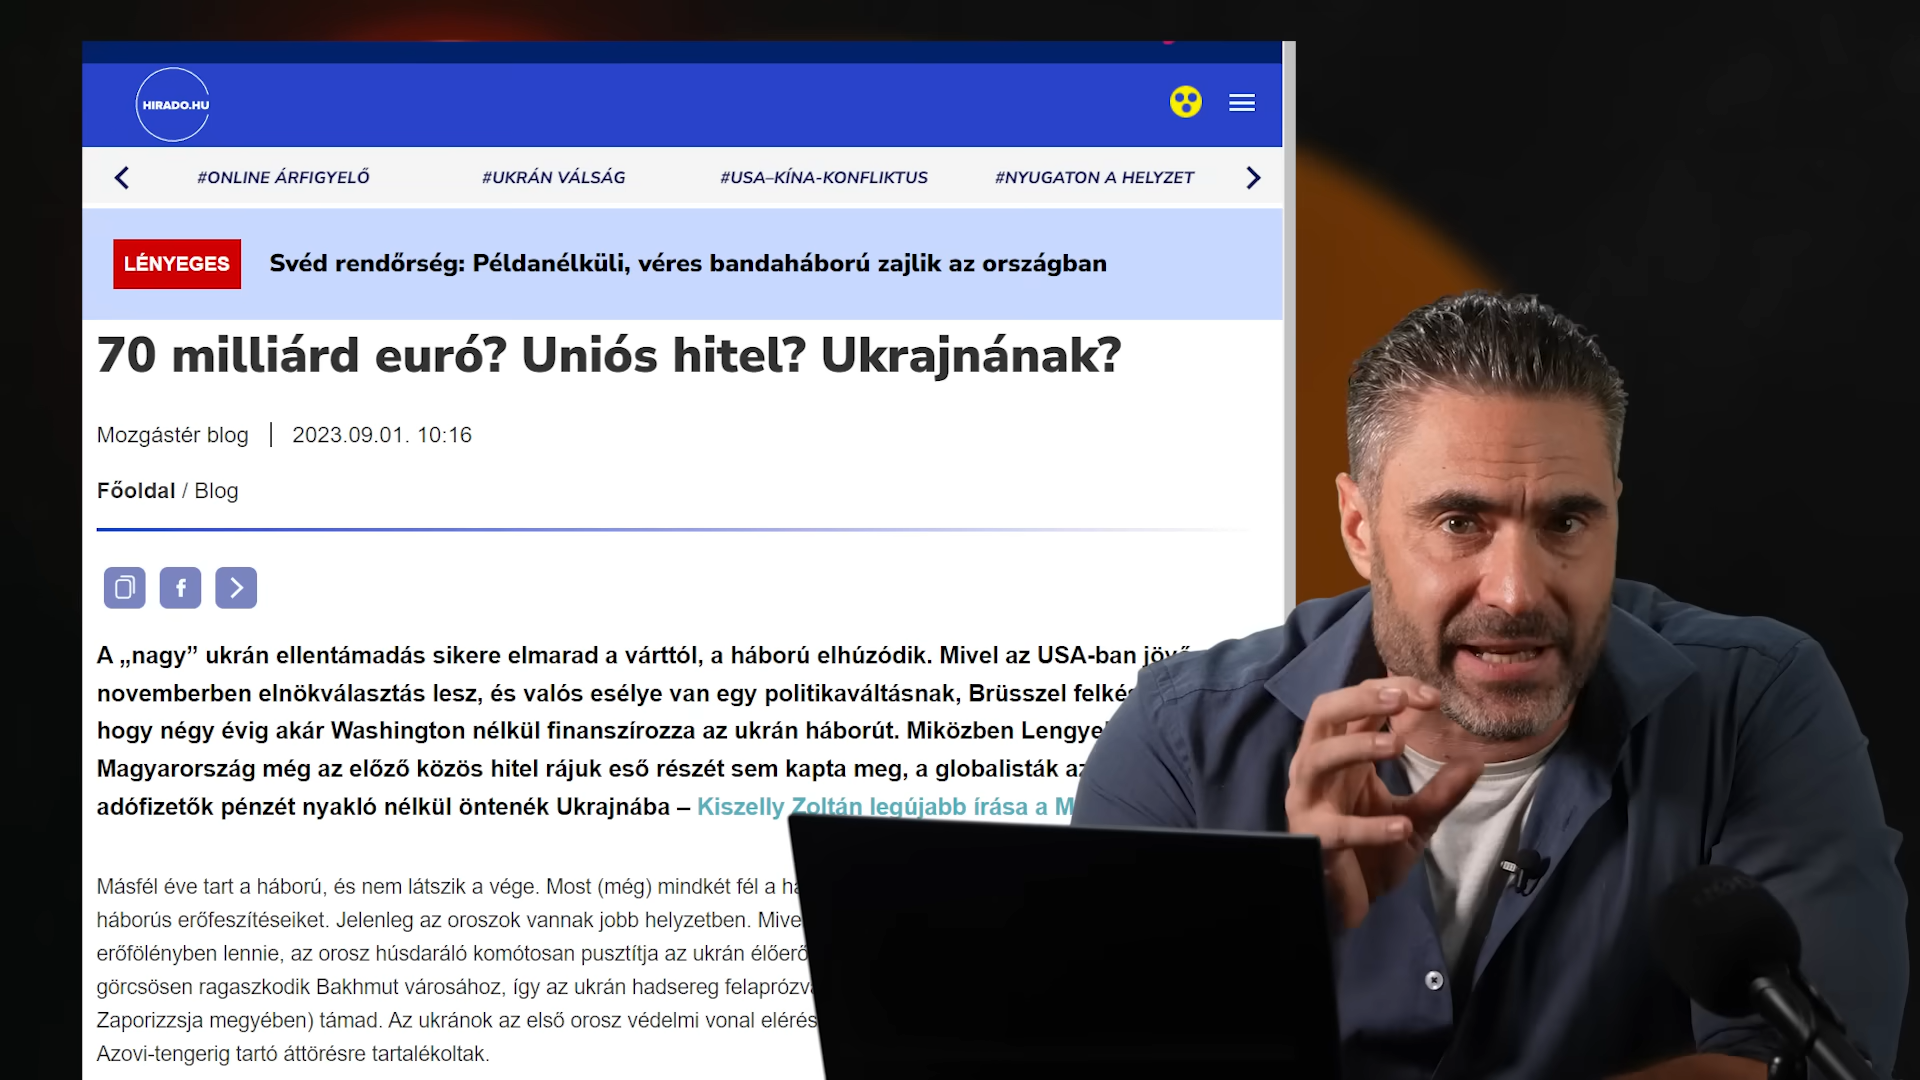 HIRADO.HU
#ONLINE ÁRFIGYELŐ #UKRÁN VÁLSÁG #USA–KÍNA-KONFLIKTUS #NYUGATON A HELYZET
LÉNYEGES Svéd rendőrség: Példanélküli, véres bandaháború zajlik az országban
70 milliárd euró? Uniós hitel? Ukrajnának?
Mozgástér blog | 2023.09.01. 10:16
Főoldal / Blog
A „nagy” ukrán ellentámadás sikere elmarad a várttól, a háború elhúzódik. Mivel az USA-ban
novemberben elnökválasztás lesz, és valós esélye van egy politikaváltásnak, Brüsszel
hogy négy évig akár Washington nélkül finanszírozza az ukrán háborút. Miközben
Magyarország még az előző közös hitel rájuk eső részét sem kapta meg, a globalisták
adófizetők pénzét nyakló nélkül öntenék Ukrajnába – Kiszelly Zoltán legújabb írása a
Másfél éve tart a háború, és nem látszik a vége. Most (még) mindkét fél a
háborús erőfeszítéseiket. Jelenleg az oroszok vannak jobb helyzetben.
erőfölényben lennie, az orosz húsdaráló komótosan pusztítja az ukrán
görcsösen ragaszkodik Bakhmut városához, így az ukrán hadsereg
Zaporizzsja megyében) támad. Az ukránok az első orosz védelmi vonal
Azovi-tengerig tartó áttörésre tartalékoltak.